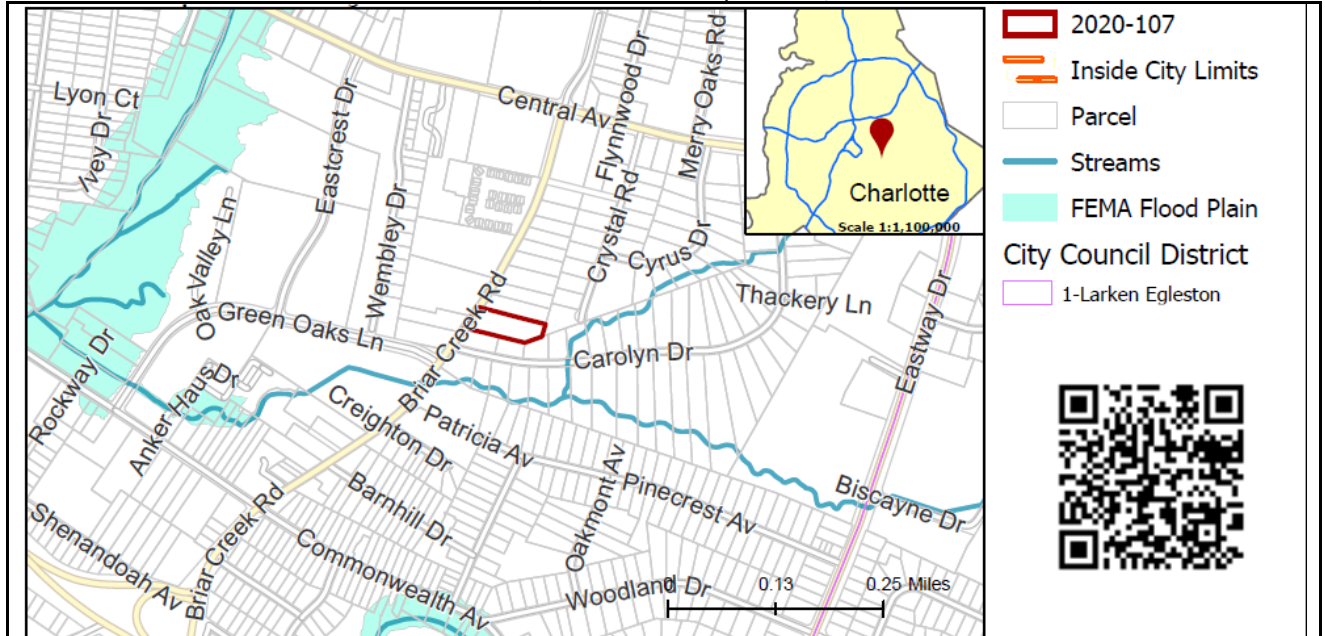 Lyon Ct
Ivey Dr
Eastcrest Dr
Central Av
Flynnwood Dr
Merry Oaks Rd
Wembley Dr
Crystal Rd
Cyrus Dr
Oak Valley Ln
Green Oaks Ln
Briar Creek Rd
Thackery Ln
Carolyn Dr
Eastway Dr
Rockway Dr
Anker Haus Dr
Creighton Dr
Patricia Av
Barnhill Dr
Oakmont Av
Pinecrest Av
Biscayne Dr
Shenandoah Av
Briar Creek Rd
Commonwealth Av
Woodland Dr
0 0.13 0.25 Miles
Charlotte
Scale 1:1,100,000
2020-107
Inside City Limits
Parcel
Streams
FEMA Flood Plain
City Council District
1-Larken Egleston